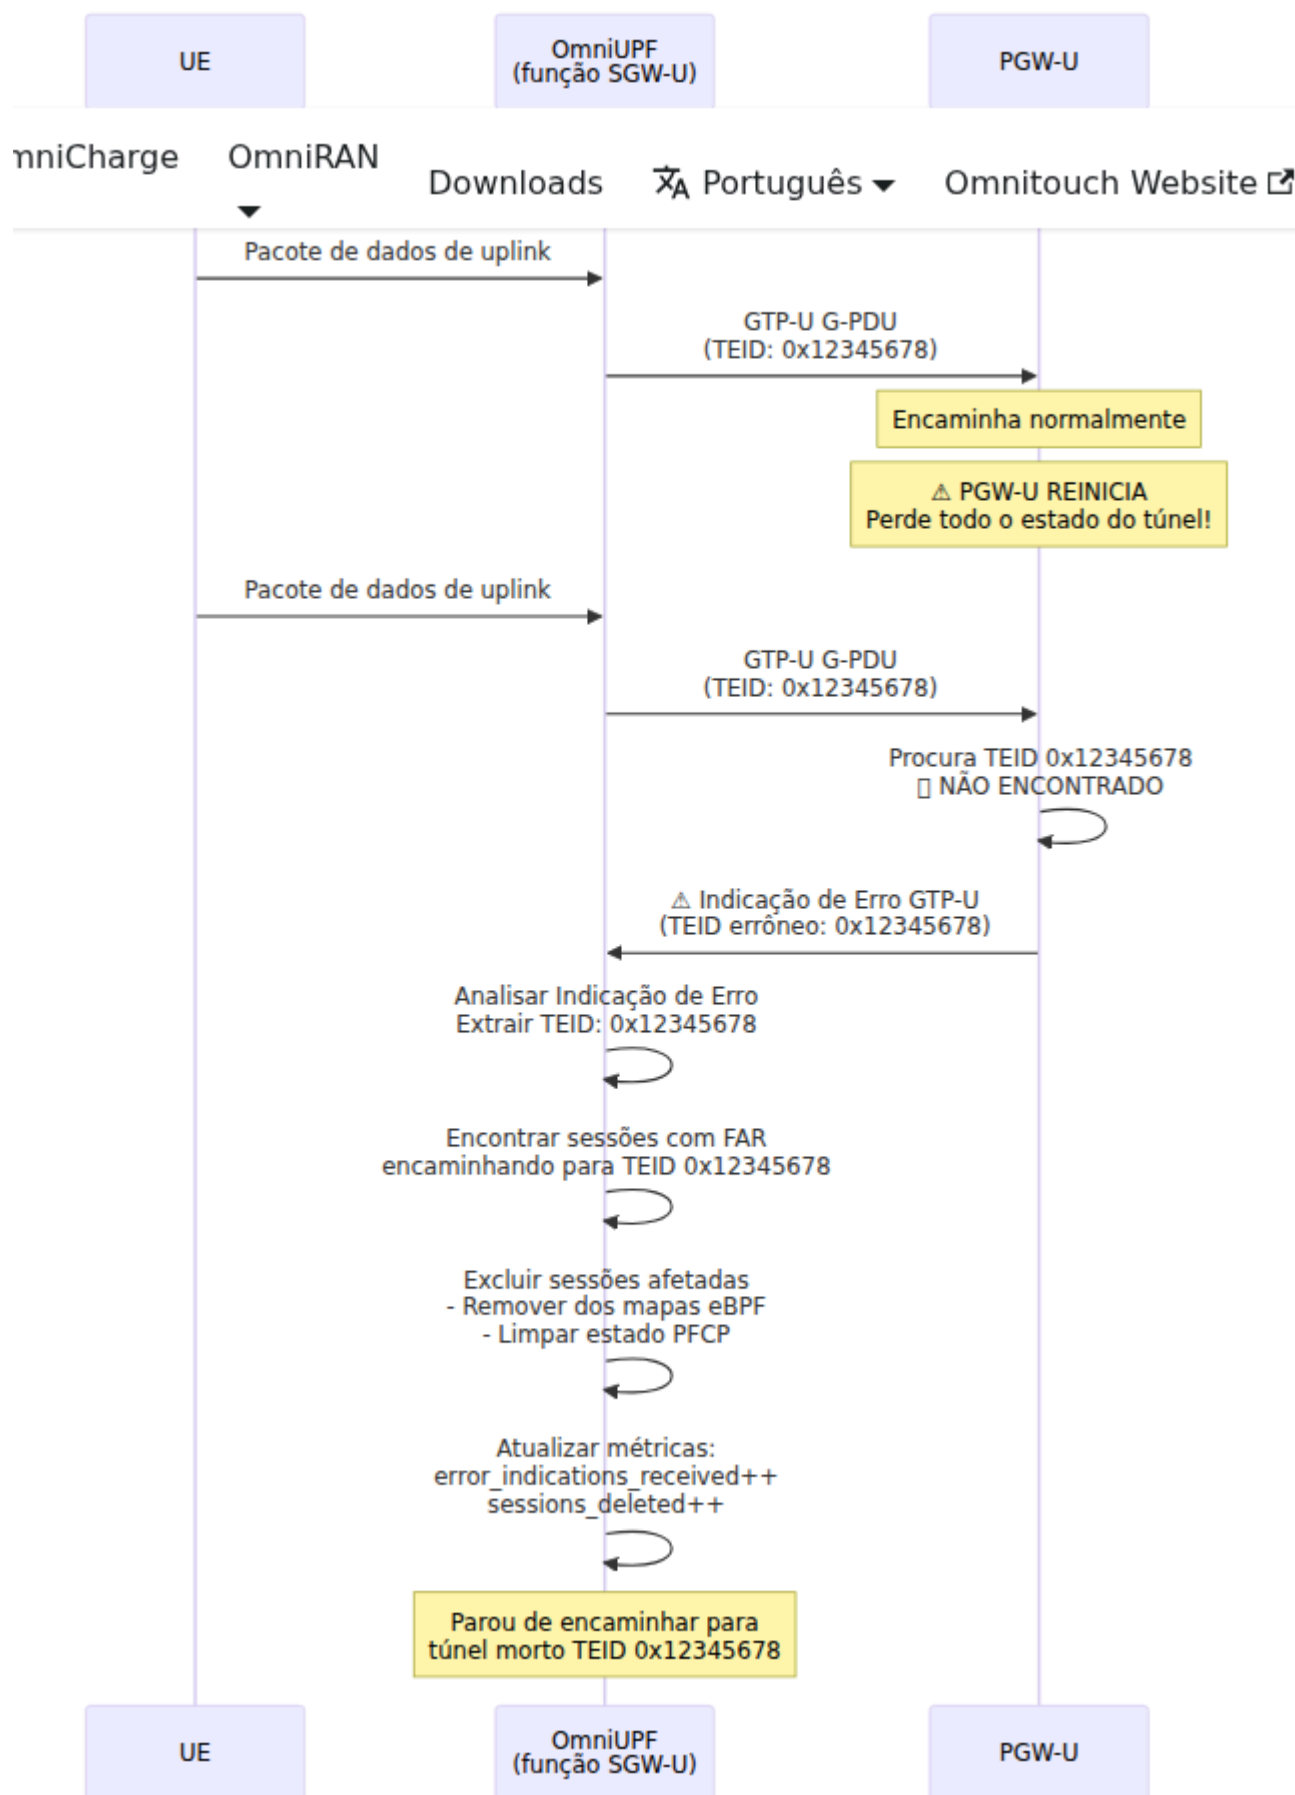 UE
OmniUPF
(função SGW-U)
PGW-U
mniCharge
OmniRAN
Downloads
Português
Omnitouch Website
Pacote de dados de uplink
GTP-U G-PDU
(TEID: 0x12345678)
Encaminha normalmente
⚠ PGW-U REINICIA
Perde todo o estado do túnel!
Pacote de dados de uplink
GTP-U G-PDU
(TEID: 0x12345678)
Procura TEID 0x12345678
NÃO ENCONTRADO
⚠ Indicação de Erro GTP-U
(TEID errôneo: 0x12345678)
Analisar Indicação de Erro
Extrair TEID: 0x12345678
Encontrar sessões com FAR
encaminhando para TEID 0x12345678
Excluir sessões afetadas
- Remover dos mapas eBPF
- Limpar estado PFCP
Atualizar métricas:
error_indications_received++
sessions_deleted++
Parou de encaminhar para
túnel morto TEID 0x12345678
UE
OmniUPF
(função SGW-U)
PGW-U